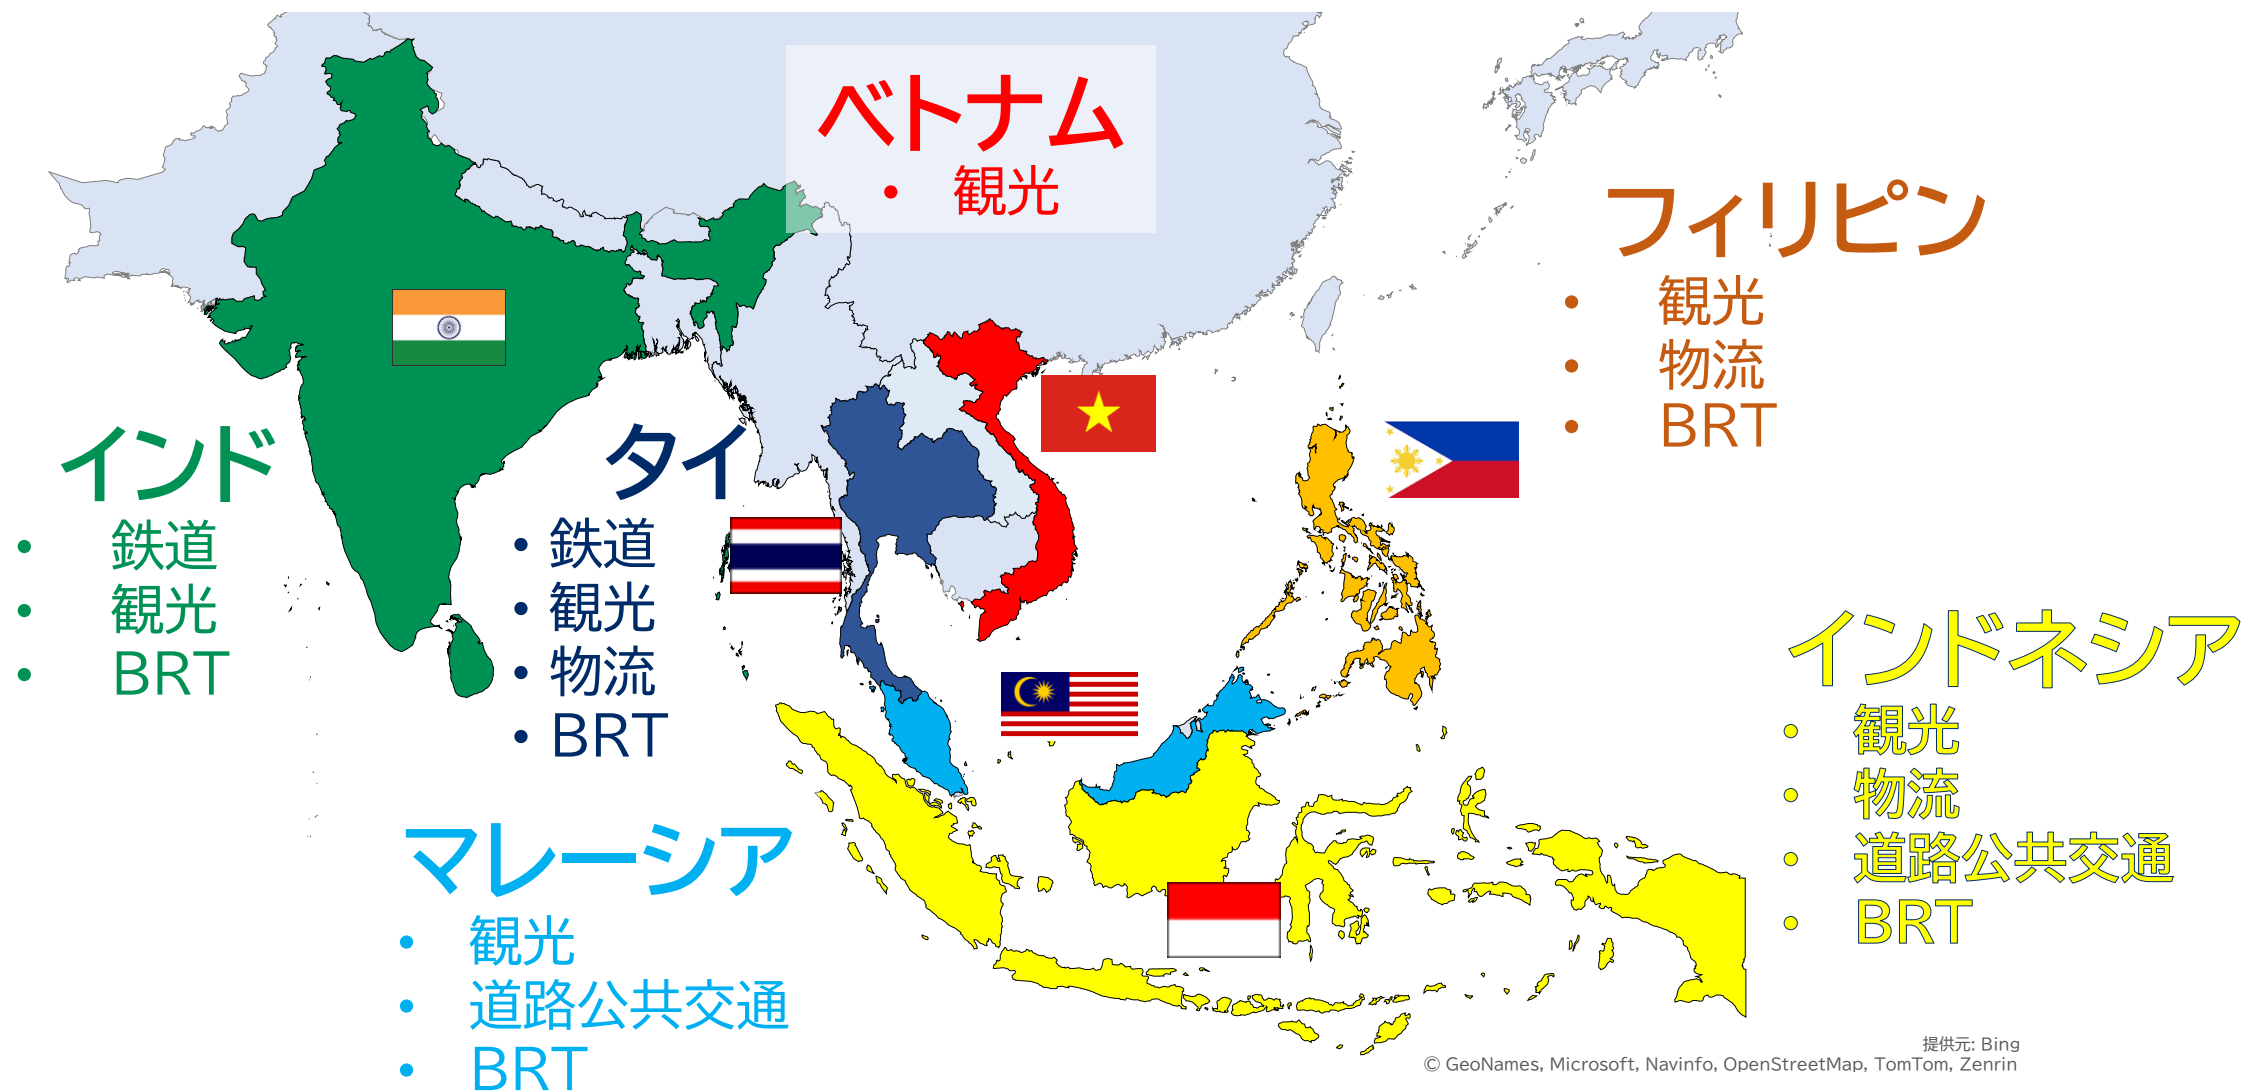 ベトナム
• 観光
フィリピン
• 観光
• 物流
• BRT
インド
• 鉄道
• 観光
• BRT
タイ
• 鉄道
• 観光
• 物流
• BRT
インドネシア
• 観光
• 物流
• 道路公共交通
• BRT
マレーシア
• 観光
• 道路公共交通
• BRT
提供元: Bing
© GeoNames, Microsoft, Navinfo, OpenStreetMap, TomTom, Zenrin